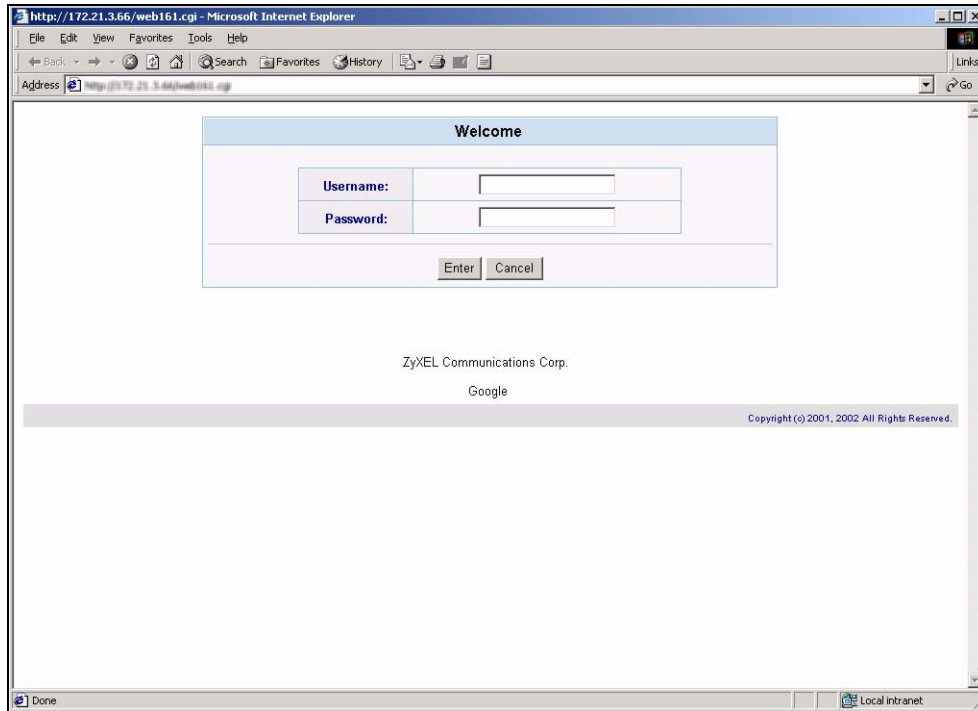 http://172.21.3.66/web161.cgi - Microsoft Internet Explorer
File Edit View Favorites Tools Help
Back Search Favorites History Links
Address Go
Welcome
Username:
Password:
Enter Cancel
ZyXEL Communications Corp.
Google
Copyright (c) 2001, 2002 All Rights Reserved.
Done Local intranet